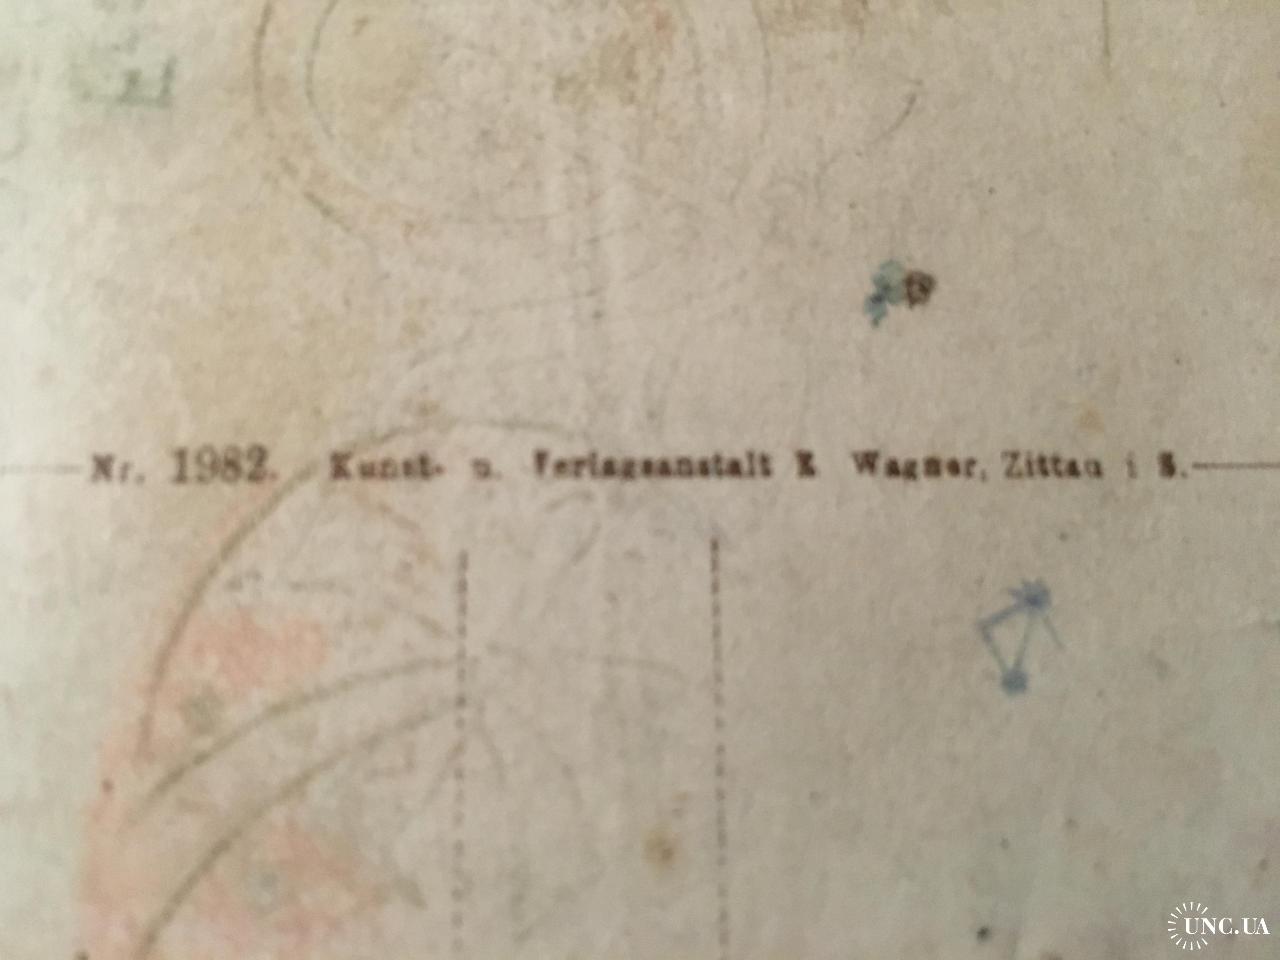 Nr. 1982. Kunst- u. Verlagsanstalt Wagner, Zittau i S.
UNC.UA